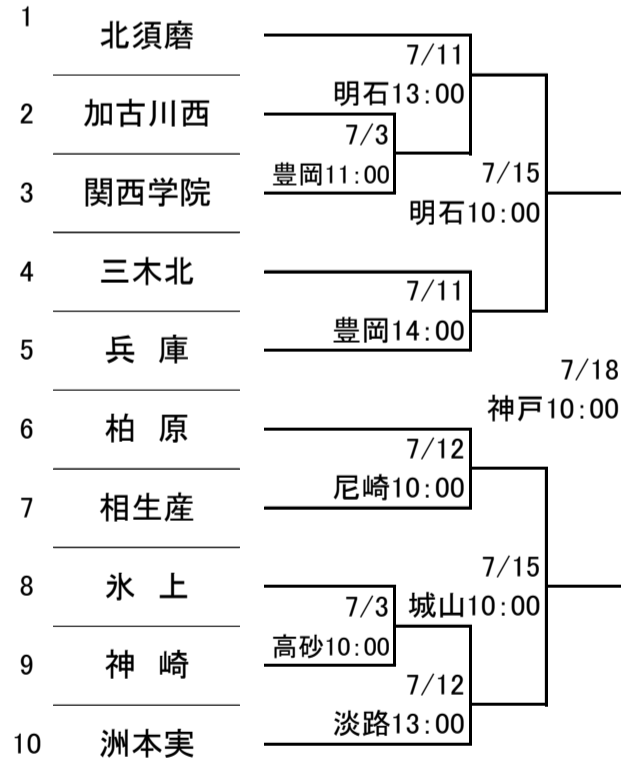 1 北須磨
7/11
明石13:00
2 加古川西
7/3
豊岡11:00
3 関西学院
7/15
明石10:00
4 三木北
7/11
豊岡14:00
5 兵 庫
7/18
神戸10:00
6 柏 原
7/12
尼崎10:00
7 相生産
7/15
城山10:00
8 氷 上
7/3
高砂10:00
9 神 崎
7/12
淡路13:00
10 洲本実